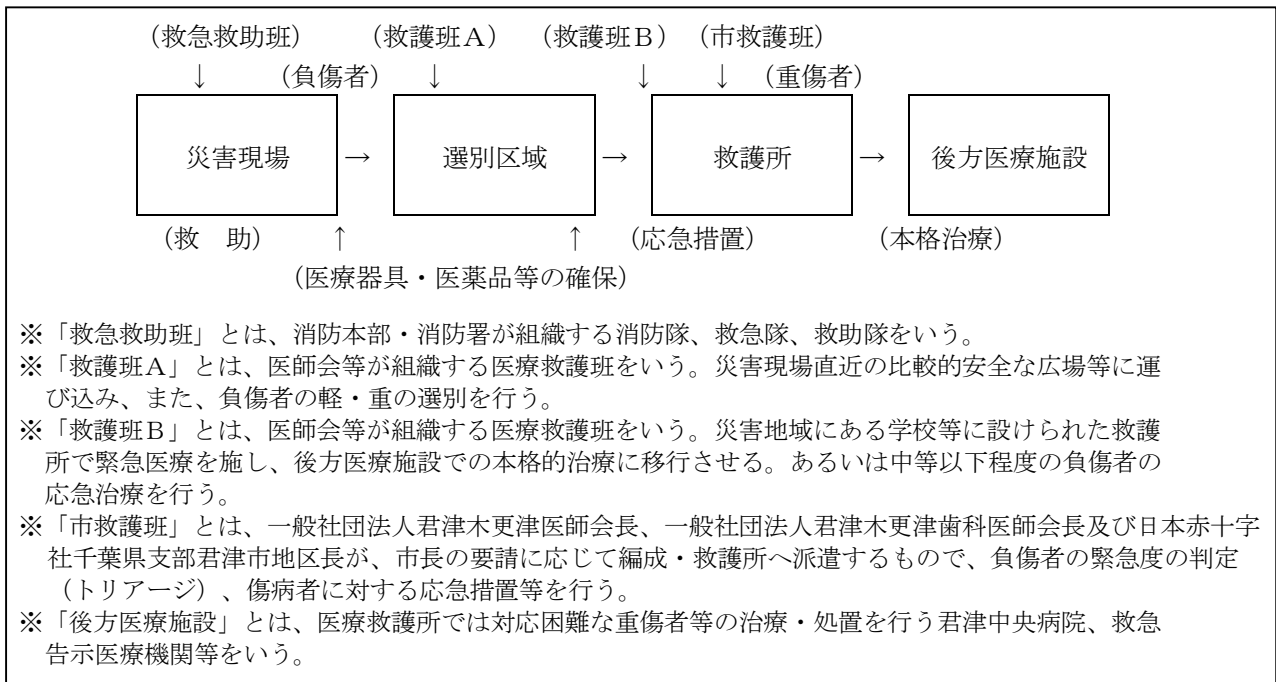 (救急救助班) (救護班A) (救護班B) (市救護班)
↓ (負傷者) ↓ ↓ ↓ (重傷者)
災害現場 → 選別区域 → 救護所 → 後方医療施設
(救 助) ↑ ↑ (応急措置) (本格治療)
(医療器具・医薬品等の確保)
※「救急救助班」とは、消防本部・消防署が組織する消防隊、救急隊、救助隊をいう。
※「救護班A」とは、医師会等が組織する医療救護班をいう。災害現場直近の比較的安全な広場等に運
び込み、また、負傷者の軽・重の選別を行う。
※「救護班B」とは、医師会等が組織する医療救護班をいう。災害地域にある学校等に設けられた救護
所で緊急医療を施し、後方医療施設での本格的治療に移行させる。あるいは中等以下程度の負傷者の
応急治療を行う。
※「市救護班」とは、一般社団法人君津木更津医師会長、一般社団法人君津木更津歯科医師会長及び日本赤十字
社千葉県支部君津市地区長が、市長の要請に応じて編成・救護所へ派遣するもので、負傷者の緊急度の判定
(トリアージ)、傷病者に対する応急措置等を行う。
※「後方医療施設」とは、医療救護所では対応困難な重傷者等の治療・処置を行う君津中央病院、救急
告示医療機関等をいう。